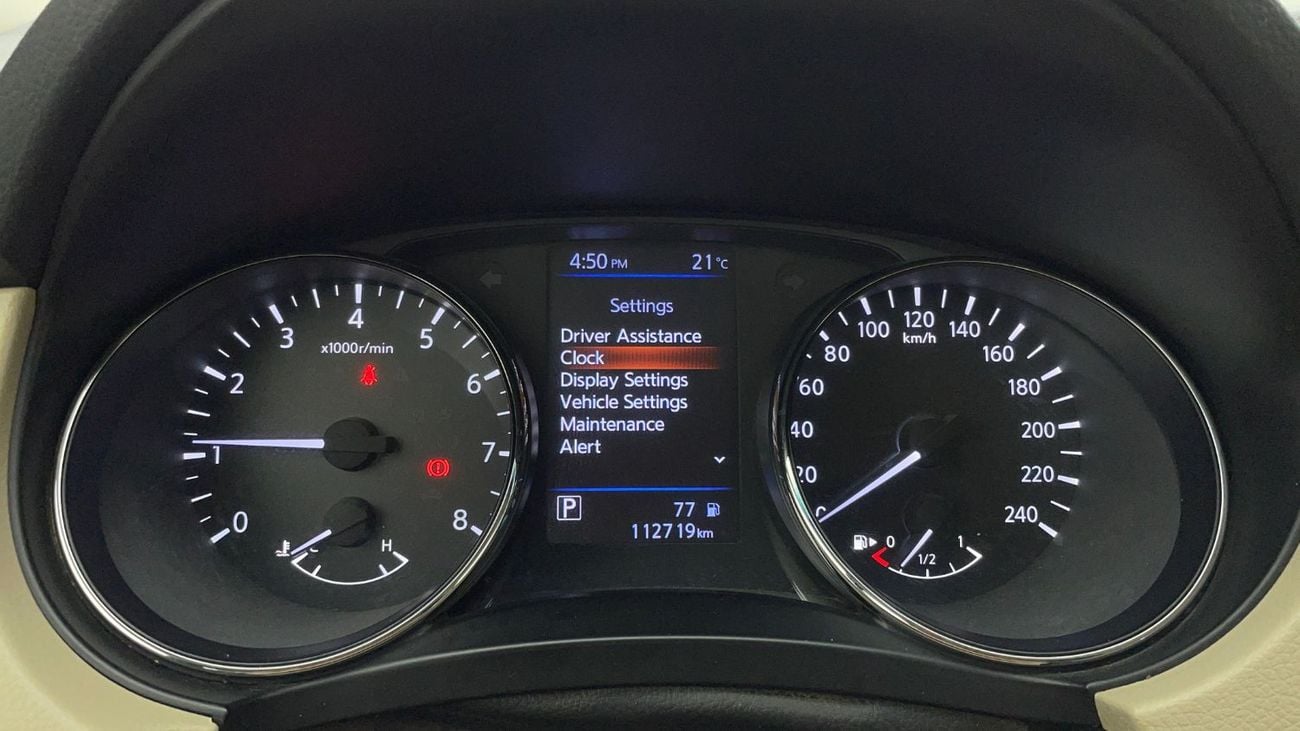 4:50 PM 21°C
Settings
Driver Assistance
Clock
Display Settings
Vehicle Settings
Maintenance
Alert
P 77
112719km
0 1 2 3 4 5 6 7 8
x1000r/min
C H
0 20 40 60 80 100 120 140 160 180 200 220 240
km/h
0 1/2 1